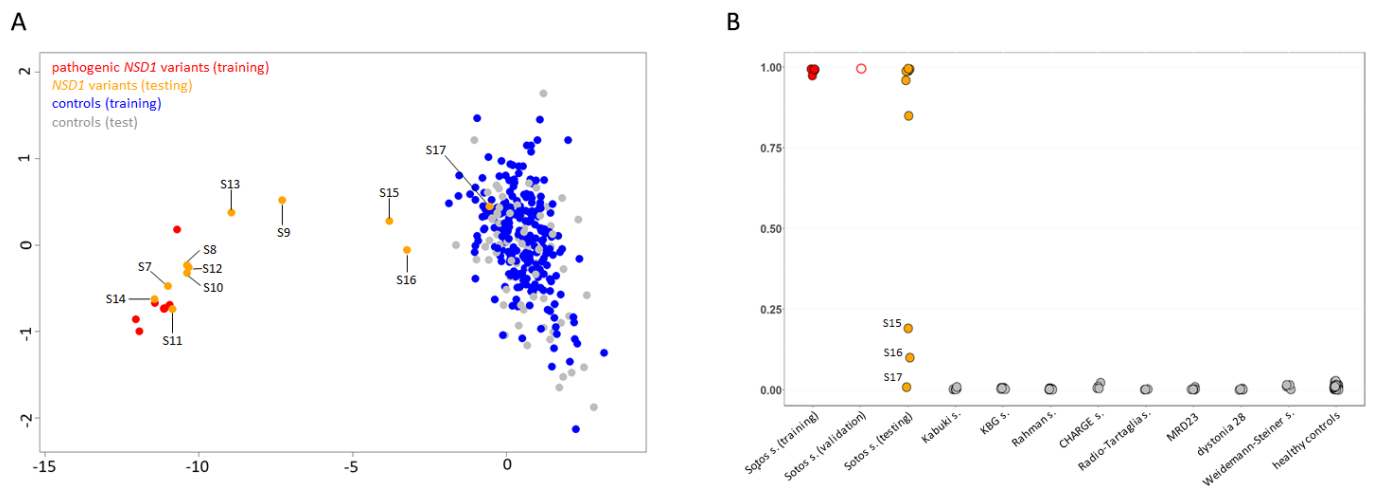 A
B
pathogenic NSD1 variants (training)
NSD1 variants (testing)
controls (training)
controls (test)
2
1
0
-1
-2
-15
-10
-5
0
S13
S9
S8
S7
S12
S10
S14
S11
S15
S16
S17
1.00
0.75
0.50
0.25
0.00
S15
S16
S17
Sotos s. (training)
Sotos s. (validation)
Sotos s. (testing)
Kabuki s.
KBG s.
Rahman s.
CHARGE s.
Radio-Tartaglia s.
MRD23
dystonia 28
Weidemann-Steiner s.
healthy controls